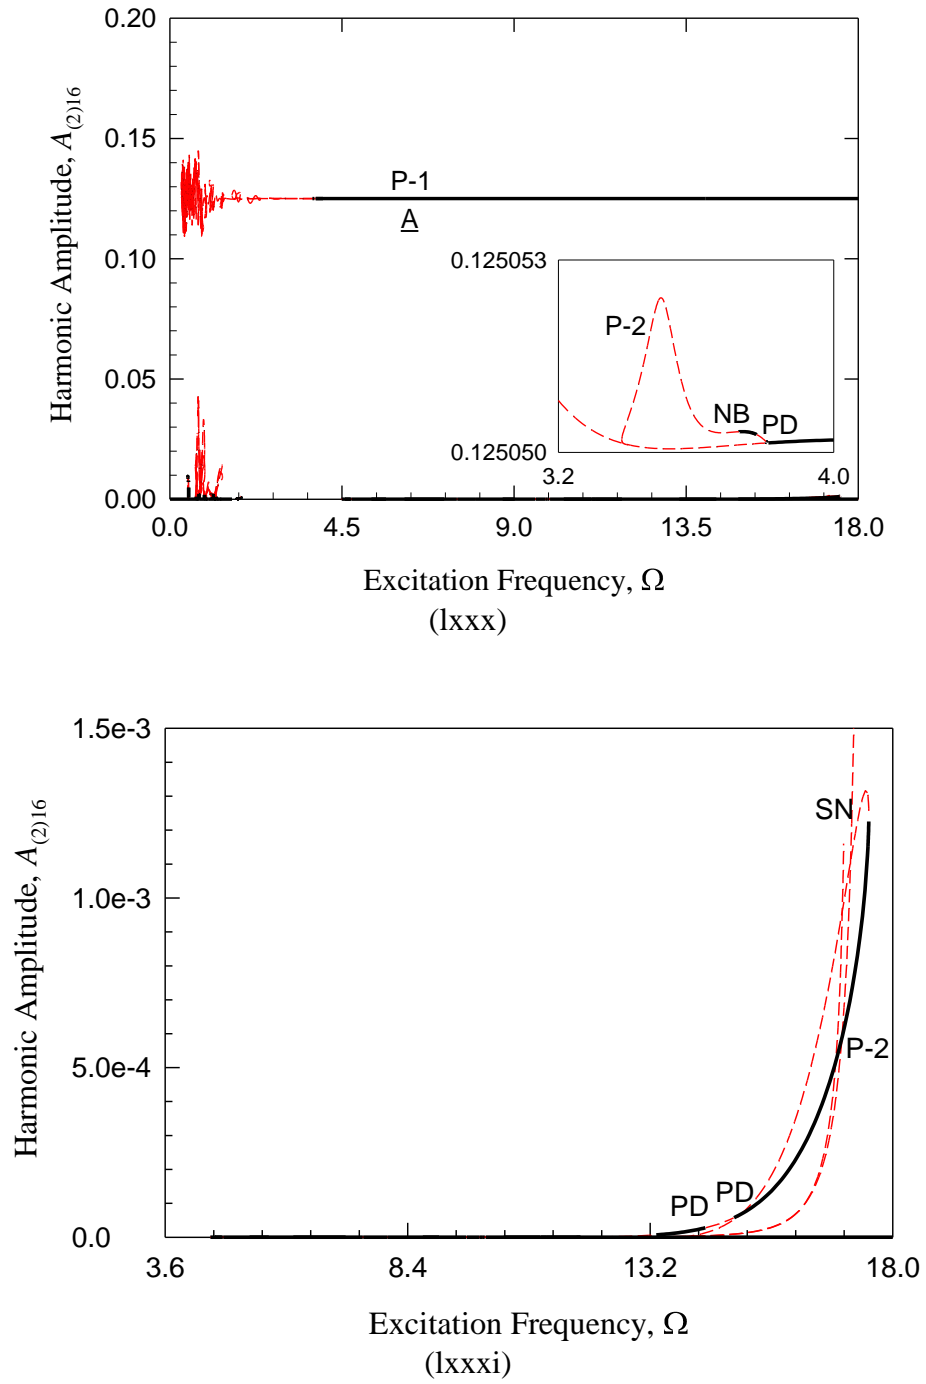 0.20
0.15
0.10
0.05
0.00
Harmonic Amplitude, A(2)16
P-1
A
0.125053
P-2
NB
PD
0.125050
3.2
4.0
0.0
4.5
9.0
13.5
18.0
Excitation Frequency, Ω
(lxxx)
1.5e-3
1.0e-3
5.0e-4
0.0
Harmonic Amplitude, A(2)16
SN
P-2
PD
PD
3.6
8.4
13.2
18.0
Excitation Frequency, Ω
(lxxxi)